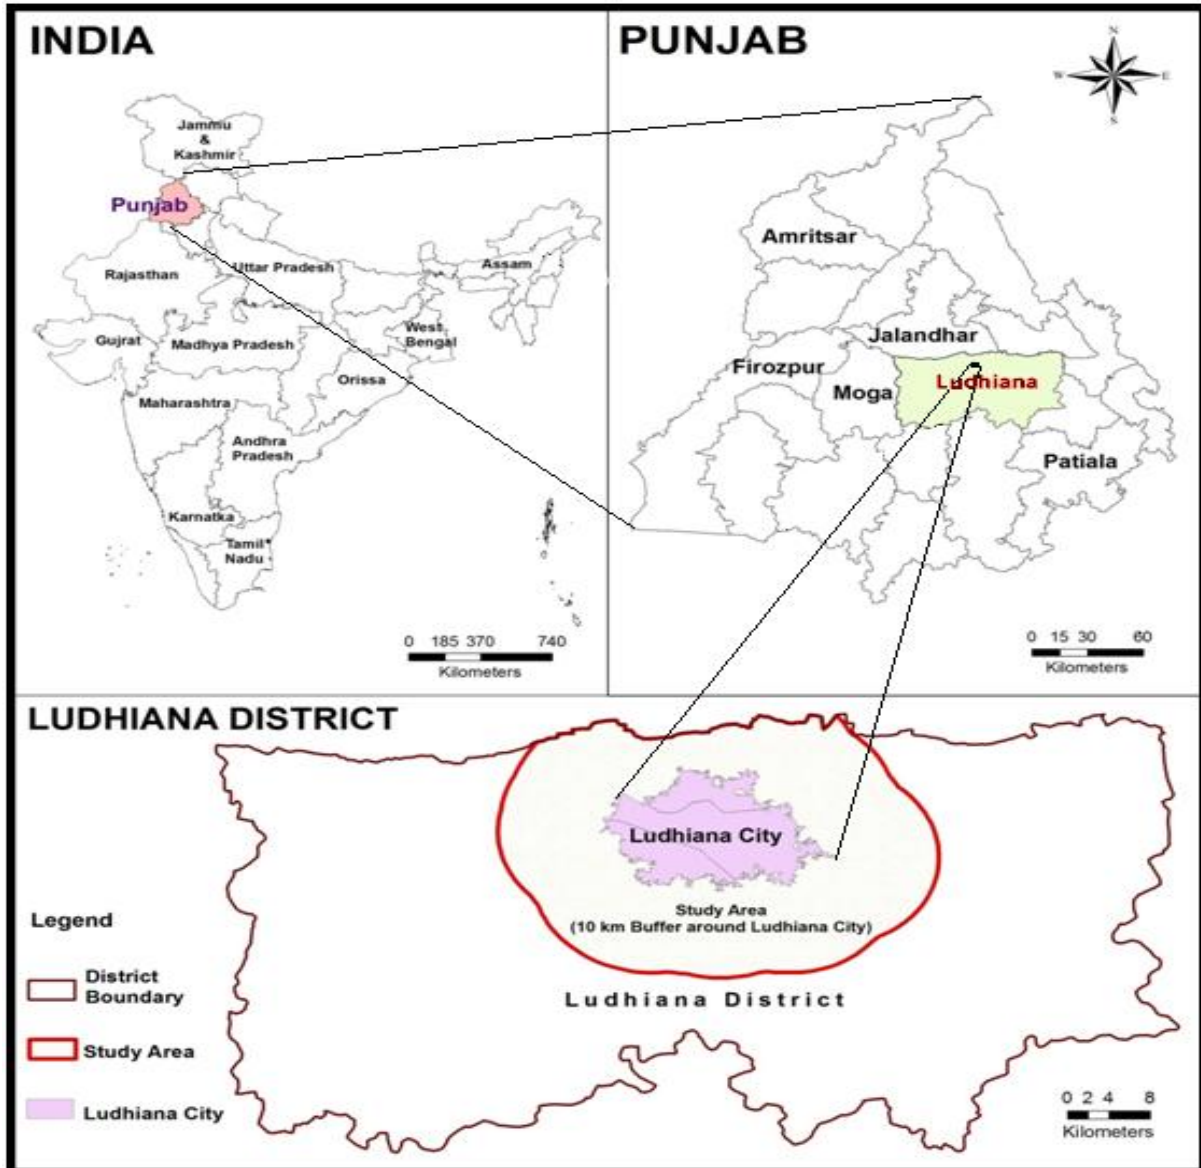 INDIA
Jammu
&
Kashmir
Punjab
Rajasthan
Uttar Pradesh
Assam
Gujrat
Madhya Pradesh
West
Bengal
Orissa
Maharashtra
Andhra
Pradesh
Karnatka
Tamil
Nadu
0 185 370 740
Kilometers
PUNJAB
N
W E
S
Amritsar
Jalandhar
Firozpur
Ludhiana
Moga
Patiala
0 15 30 60
Kilometers
LUDHIANA DISTRICT
Ludhiana City
Study Area
(10 km Buffer around Ludhiana City)
Ludhiana District
Legend
District
Boundary
Study Area
Ludhiana City
0 2 4 8
Kilometers